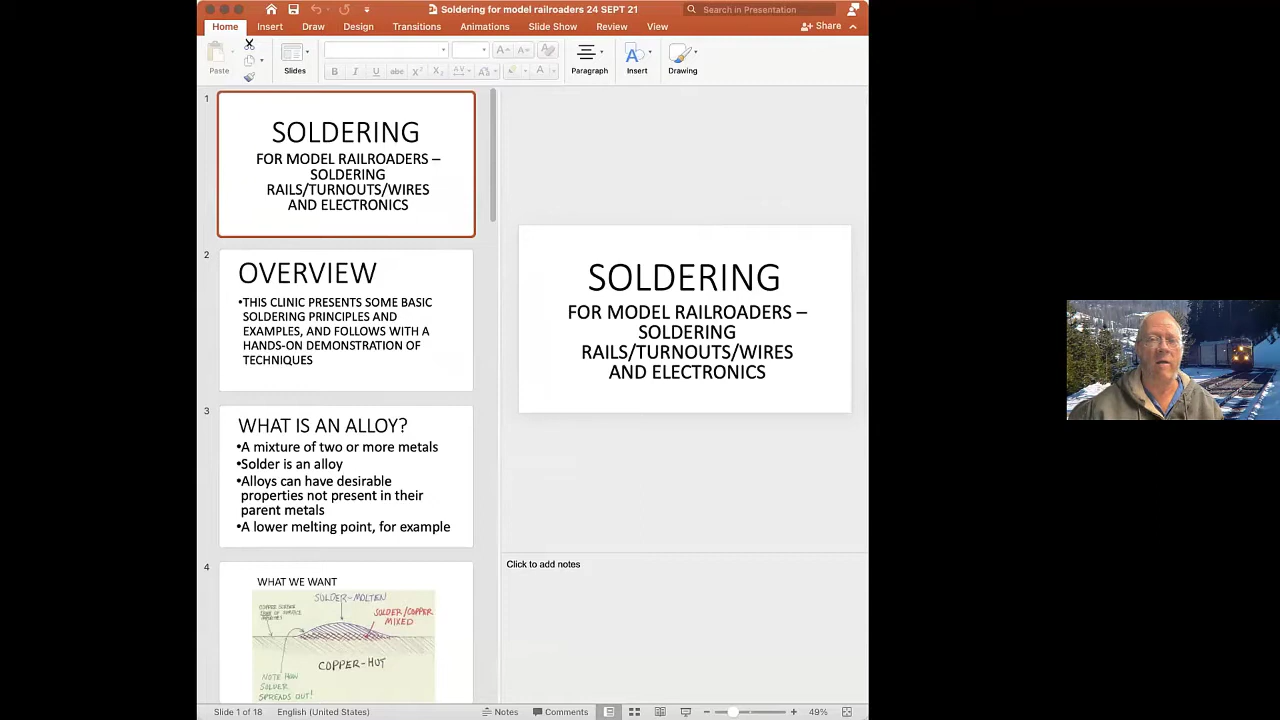 Soldering for model railroaders 24 SEPT 21
Search in Presentation
Home Insert Draw Design Transitions Animations Slide Show Review View
Share
Paste
Slides
Paragraph
Insert
Drawing
1
SOLDERING
FOR MODEL RAILROADERS –
SOLDERING
RAILS/TURNOUTS/WIRES
AND ELECTRONICS
2
OVERVIEW
•THIS CLINIC PRESENTS SOME BASIC
SOLDERING PRINCIPLES AND
EXAMPLES, AND FOLLOWS WITH A
HANDS-ON DEMONSTRATION OF
TECHNIQUES
3
WHAT IS AN ALLOY?
•A mixture of two or more metals
•Solder is an alloy
•Alloys can have desirable
properties not present in their
parent metals
•A lower melting point, for example
4
WHAT WE WANT
SOLDER-MOLTEN
SOLDER/COPPER
MIXED
COPPER-HOT
NOTE HOW
SOLDER
SPREADS OUT!
SOLDERING
FOR MODEL RAILROADERS –
SOLDERING
RAILS/TURNOUTS/WIRES
AND ELECTRONICS
Click to add notes
Slide 1 of 18 English (United States) Notes Comments 49%